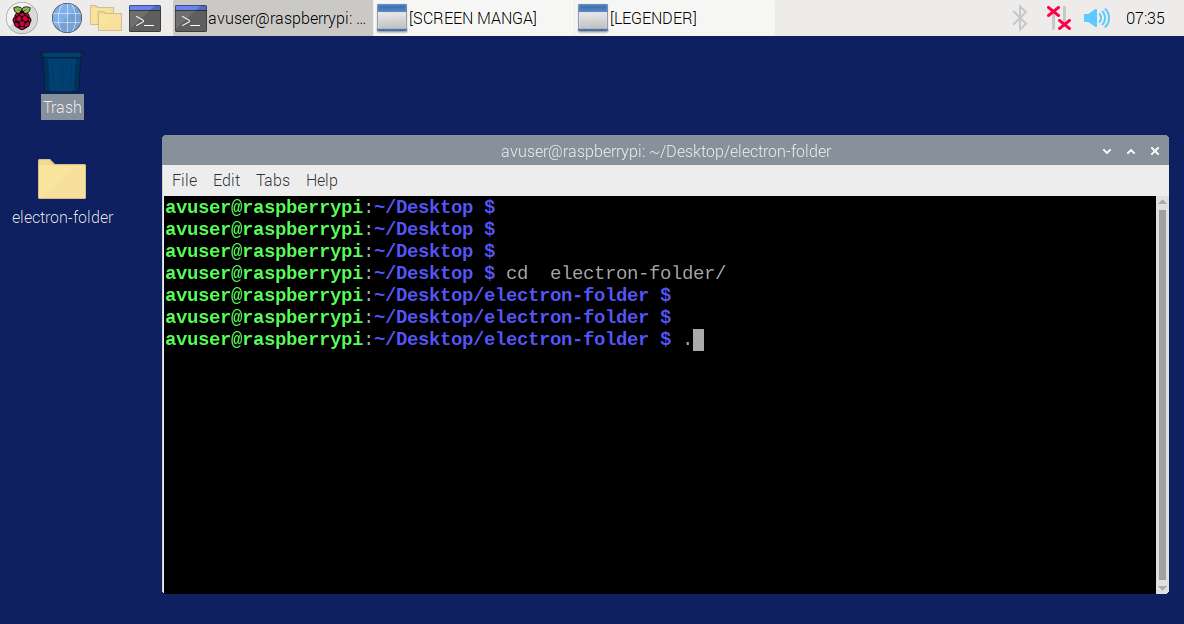 avuser@raspberrypi: ...
[SCREEN MANGA]
[LEGENDER]
07:35
Trash
electron-folder
avuser@raspberrypi: ~/Desktop/electron-folder
File Edit Tabs Help
avuser@raspberrypi:~/Desktop $
avuser@raspberrypi:~/Desktop $
avuser@raspberrypi:~/Desktop $
avuser@raspberrypi:~/Desktop $ cd  electron-folder/
avuser@raspberrypi:~/Desktop/electron-folder $
avuser@raspberrypi:~/Desktop/electron-folder $
avuser@raspberrypi:~/Desktop/electron-folder $ .